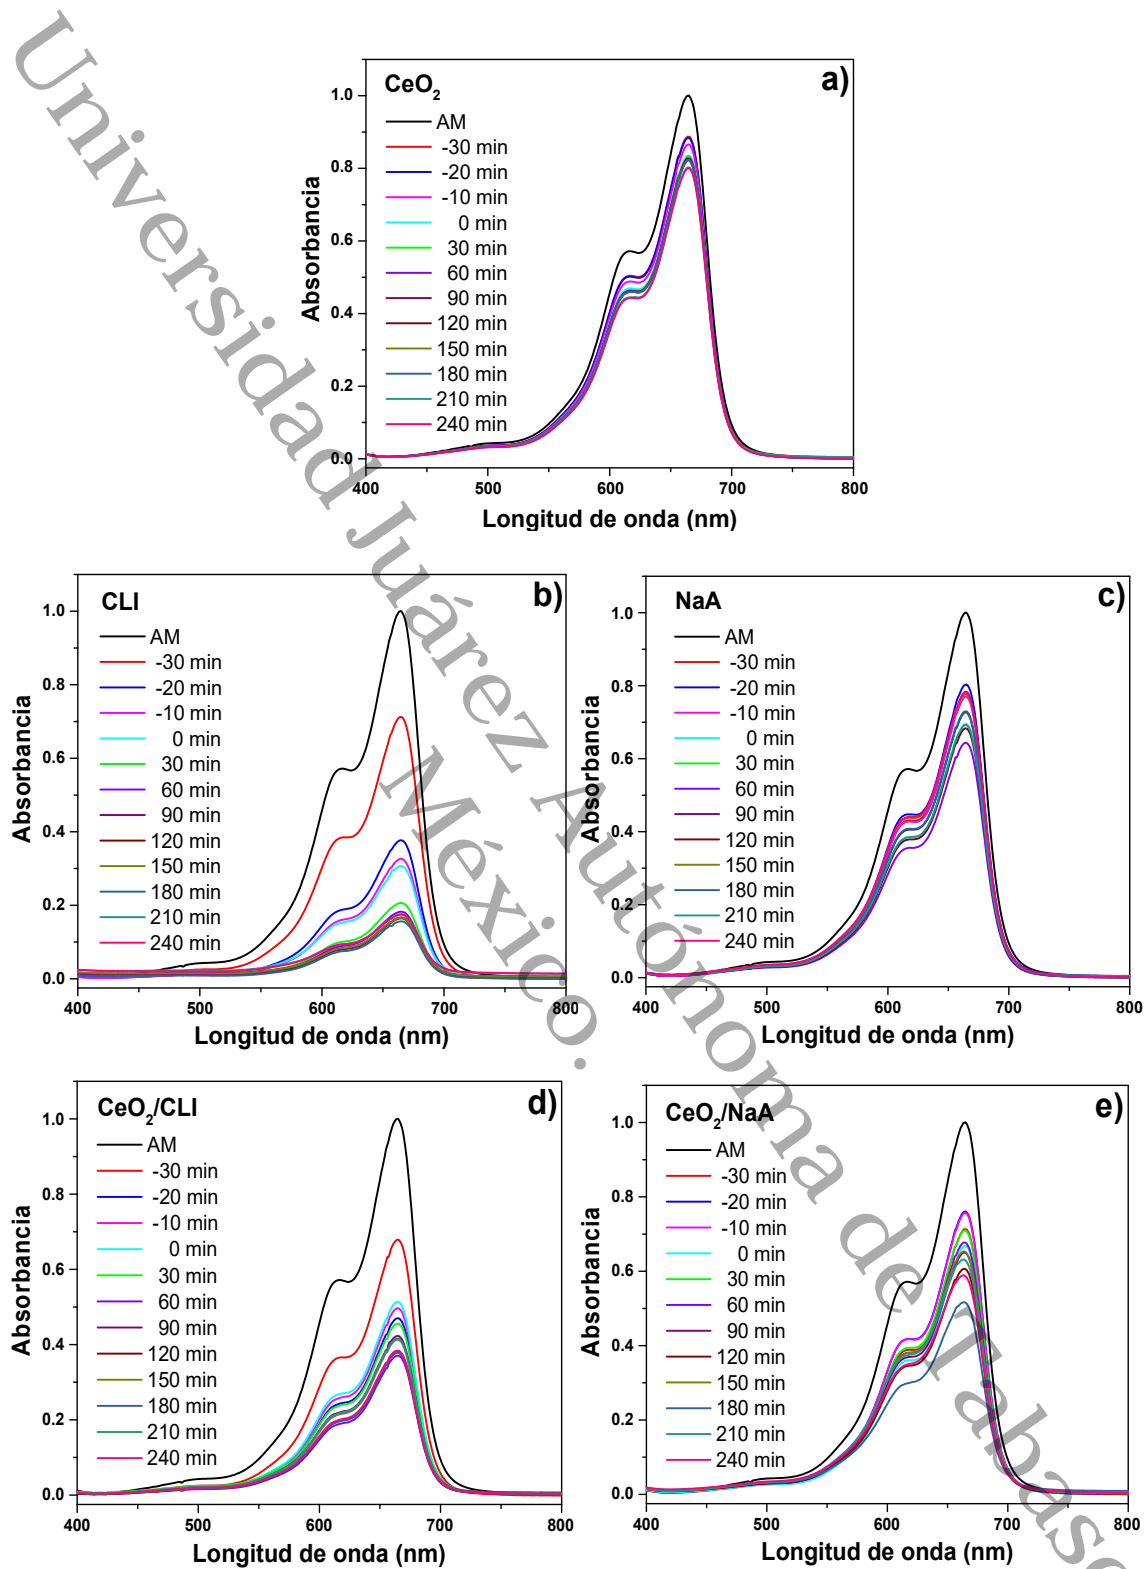 a)
CeO2
AM
-30 min
-20 min
-10 min
0 min
30 min
60 min
90 min
120 min
150 min
180 min
210 min
240 min
Absorbancia
1.0
0.8
0.6
0.4
0.2
0.0
400 500 600 700 800
Longitud de onda (nm)
b)
CLI
AM
-30 min
-20 min
-10 min
0 min
30 min
60 min
90 min
120 min
150 min
180 min
210 min
240 min
Absorbancia
1.0
0.8
0.6
0.4
0.2
0.0
400 500 600 700 800
Longitud de onda (nm)
c)
NaA
AM
-30 min
-20 min
-10 min
0 min
30 min
60 min
90 min
120 min
150 min
180 min
210 min
240 min
Absorbancia
1.0
0.8
0.6
0.4
0.2
0.0
400 500 600 700 800
Longitud de onda (nm)
d)
CeO2/CLI
AM
-30 min
-20 min
-10 min
0 min
30 min
60 min
90 min
120 min
150 min
180 min
210 min
240 min
Absorbancia
1.0
0.8
0.6
0.4
0.2
0.0
400 500 600 700 800
Longitud de onda (nm)
e)
CeO2/NaA
AM
-30 min
-20 min
-10 min
0 min
30 min
60 min
90 min
120 min
150 min
180 min
210 min
240 min
Absorbancia
1.0
0.8
0.6
0.4
0.2
0.0
400 500 600 700 800
Longitud de onda (nm)
Universidad Juárez Autónoma de Tabasc
México.